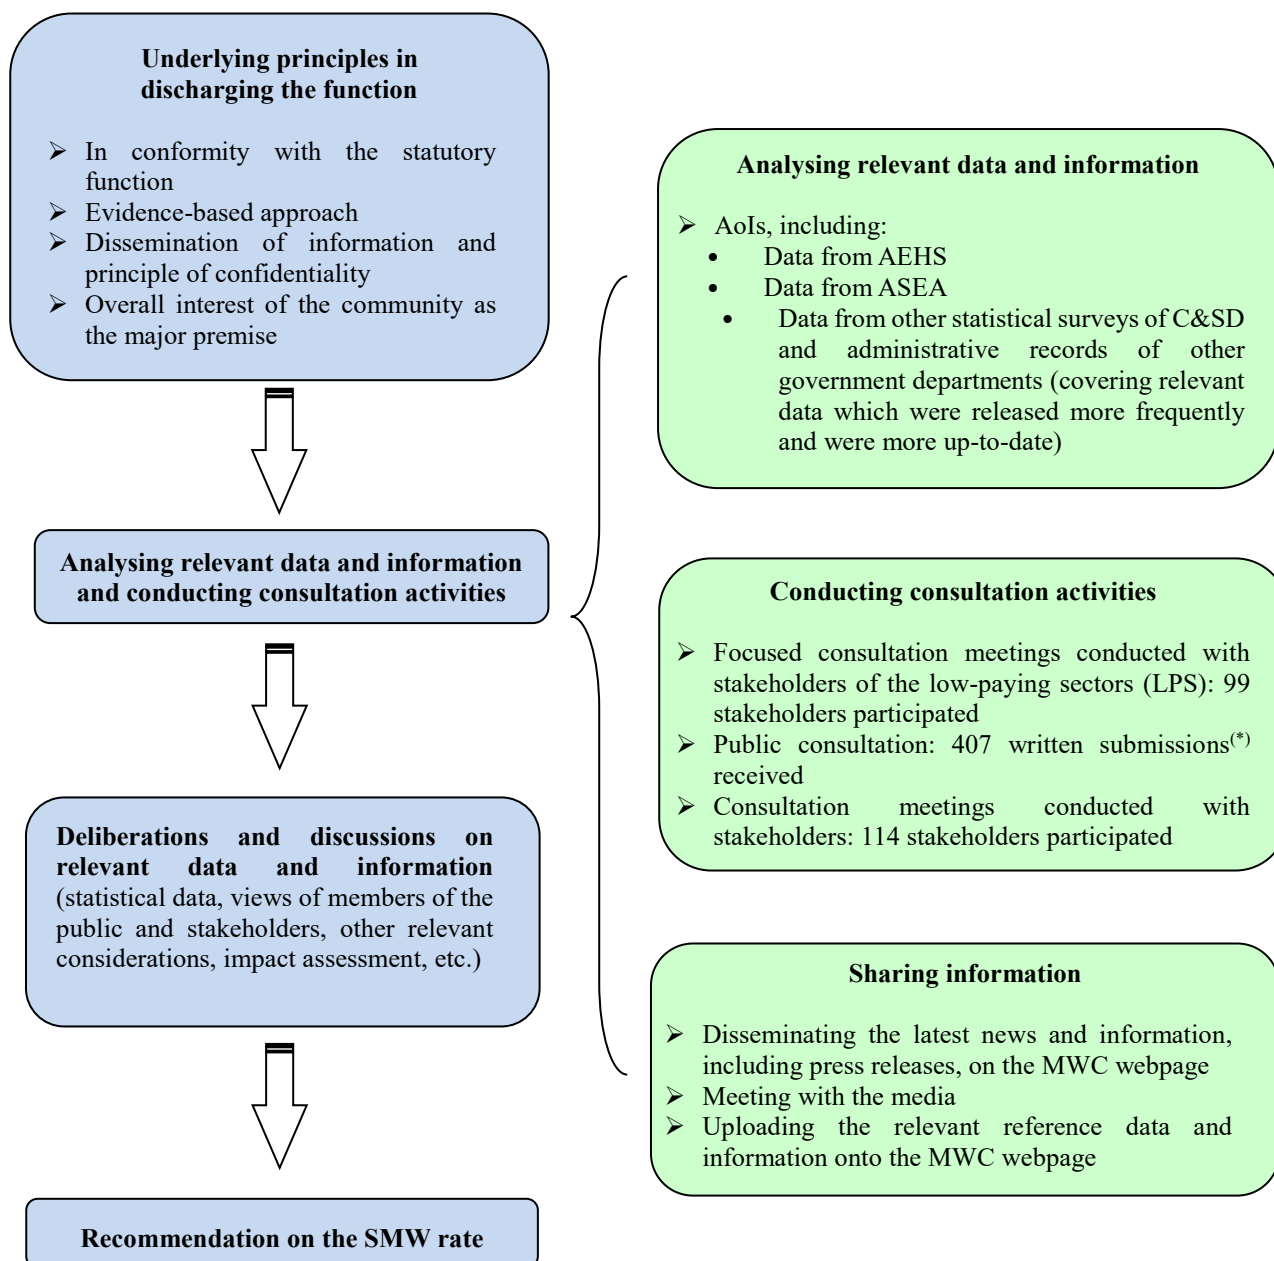 Underlying principles in
discharging the function
➢ In conformity with the statutory
function
➢ Evidence-based approach
➢ Dissemination of information and
principle of confidentiality
➢ Overall interest of the community as
the major premise
Analysing relevant data and information
and conducting consultation activities
Deliberations and discussions on
relevant data and information
(statistical data, views of members of the
public and stakeholders, other relevant
considerations, impact assessment, etc.)
Recommendation on the SMW rate
Analysing relevant data and information
➢ AoIs, including:
• Data from AEHS
• Data from ASEA
• Data from other statistical surveys of C&SD
and administrative records of other
government departments (covering relevant
data which were released more frequently
and were more up-to-date)
Conducting consultation activities
➢ Focused consultation meetings conducted with
stakeholders of the low-paying sectors (LPS): 99
stakeholders participated
➢ Public consultation: 407 written submissions(*)
received
➢ Consultation meetings conducted with
stakeholders: 114 stakeholders participated
Sharing information
➢ Disseminating the latest news and information,
including press releases, on the MWC webpage
➢ Meeting with the media
➢ Uploading the relevant reference data and
information onto the MWC webpage